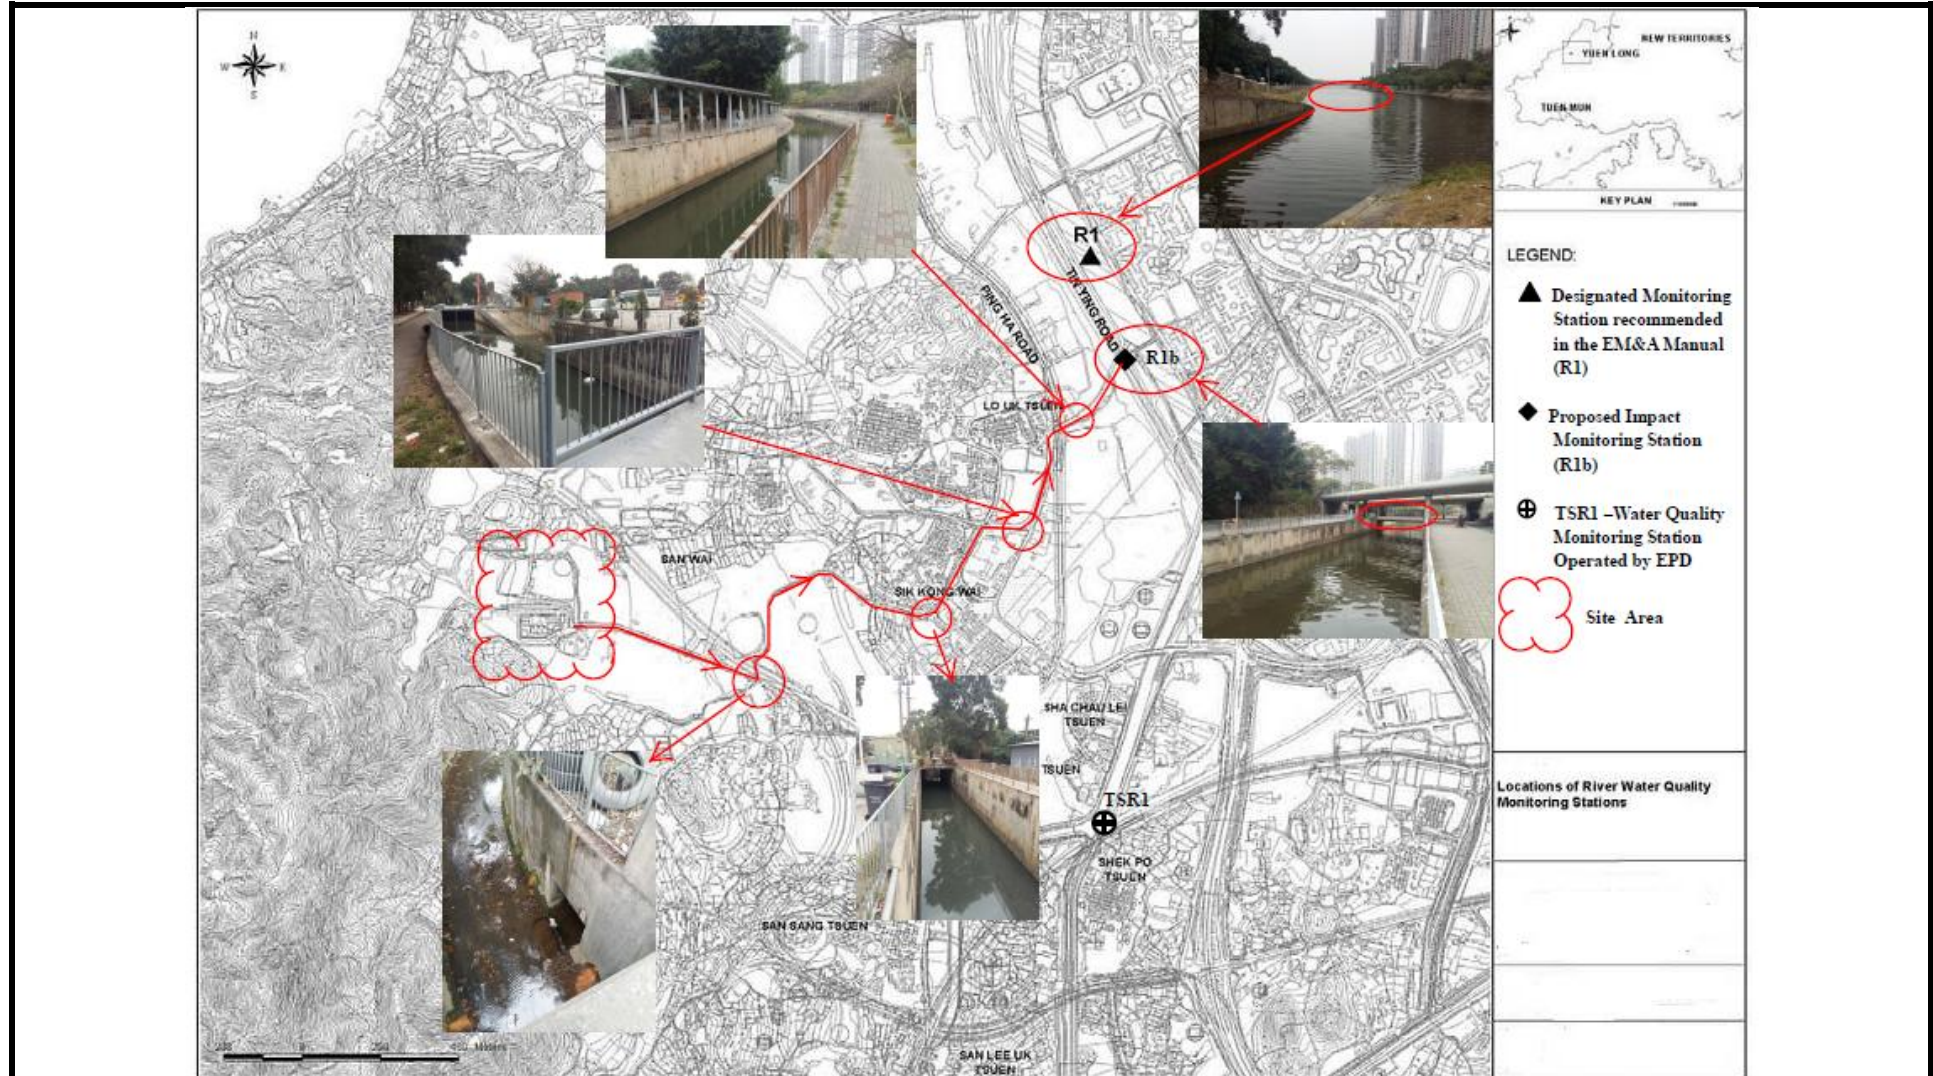 N
W E
S
NEW TERRITORIES
YUEN LONG
TUEN MUN
KEY PLAN
LEGEND:
Designated Monitoring
Station recommended
in the EM&A Manual
(R1)
Proposed Impact
Monitoring Station
(R1b)
TSR1 –Water Quality
Monitoring Station
Operated by EPD
Site Area
Locations of River Water Quality
Monitoring Stations
R1
TIN YING ROAD
PING HA ROAD
R1b
LO UK TSUEN
SAN WAI
SIK KONG WAI
SHA CHAU LEI
TSUEN
TSUEN
TSR1
SHEK PO
TSUEN
SAN SANG TSUEN
SAN LEE UK
TSUEN
Meters